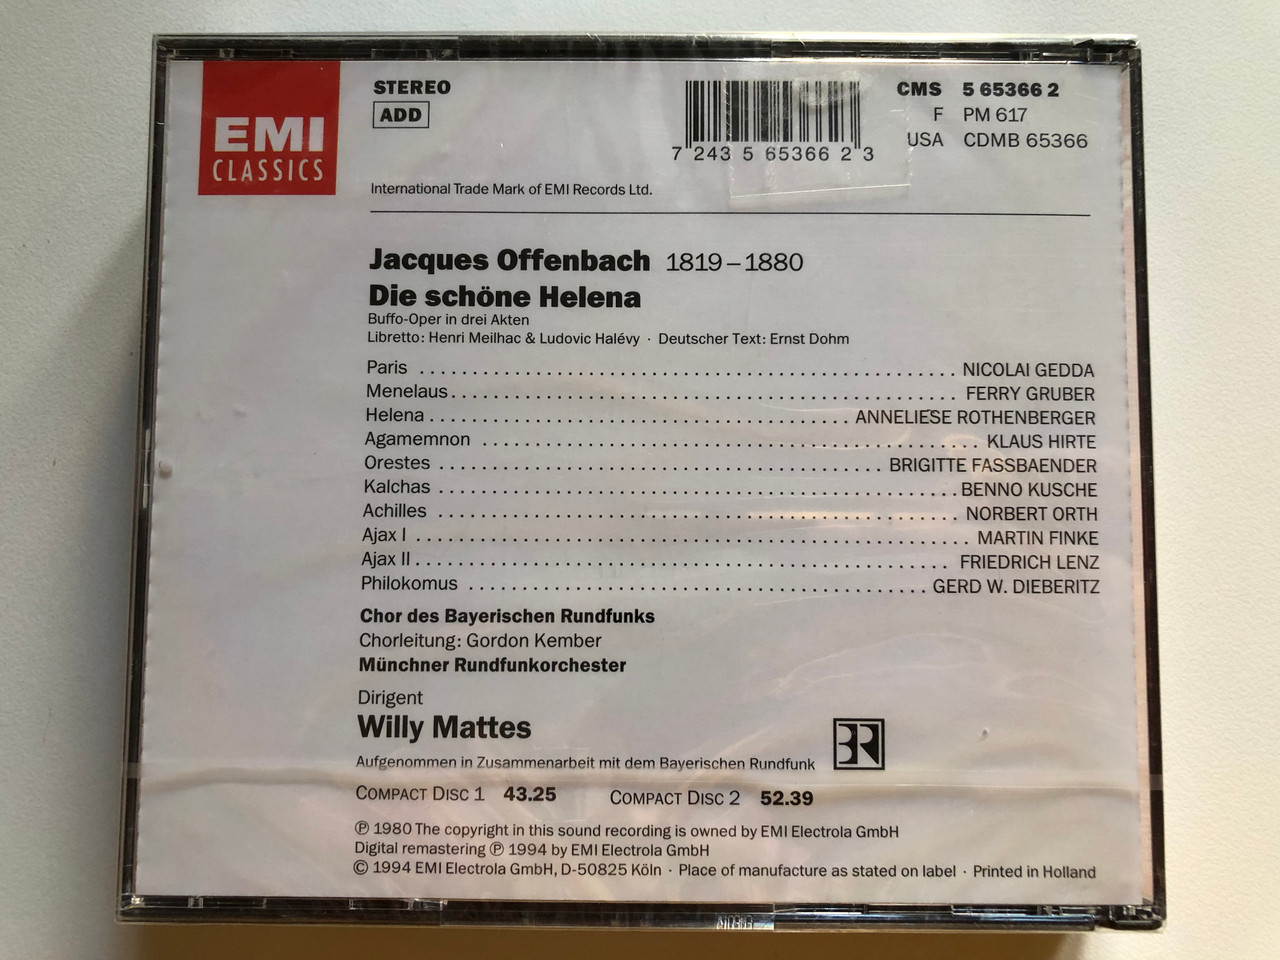 EMI
CLASSICS
STEREO
ADD
7 243 5 65366 2 3
CMS 5 65366 2
F PM 617
USA CDMB 65366
International Trade Mark of EMI Records Ltd.
Jacques Offenbach 1819–1880
Die schöne Helena
Buffo-Oper in drei Akten
Libretto: Henri Meilhac & Ludovic Halévy · Deutscher Text: Ernst Dohm
Paris . . . . . . . . . . . . . . . . . . . . NICOLAI GEDDA
Menelaus . . . . . . . . . . . . . . . . . . . . FERRY GRUBER
Helena . . . . . . . . . . . . . . . . . . . . ANNELIESE ROTHENBERGER
Agamemnon . . . . . . . . . . . . . . . . . . . . KLAUS HIRTE
Orestes . . . . . . . . . . . . . . . . . . . . BRIGITTE FASSBAENDER
Kalchas . . . . . . . . . . . . . . . . . . . . BENNO KUSCHE
Achilles . . . . . . . . . . . . . . . . . . . . NORBERT ORTH
Ajax I . . . . . . . . . . . . . . . . . . . . MARTIN FINKE
Ajax II . . . . . . . . . . . . . . . . . . . . FRIEDRICH LENZ
Philokomus . . . . . . . . . . . . . . . . . . . . GERD W. DIEBERITZ
Chor des Bayerischen Rundfunks
Chorleitung: Gordon Kember
Münchner Rundfunkorchester
Dirigent
Willy Mattes
BR
Aufgenommen in Zusammenarbeit mit dem Bayerischen Rundfunk
COMPACT DISC 1 43.25 COMPACT DISC 2 52.39
℗ 1980 The copyright in this sound recording is owned by EMI Electrola GmbH
Digital remastering ℗ 1994 by EMI Electrola GmbH
© 1994 EMI Electrola GmbH, D-50825 Köln · Place of manufacture as stated on label · Printed in Holland